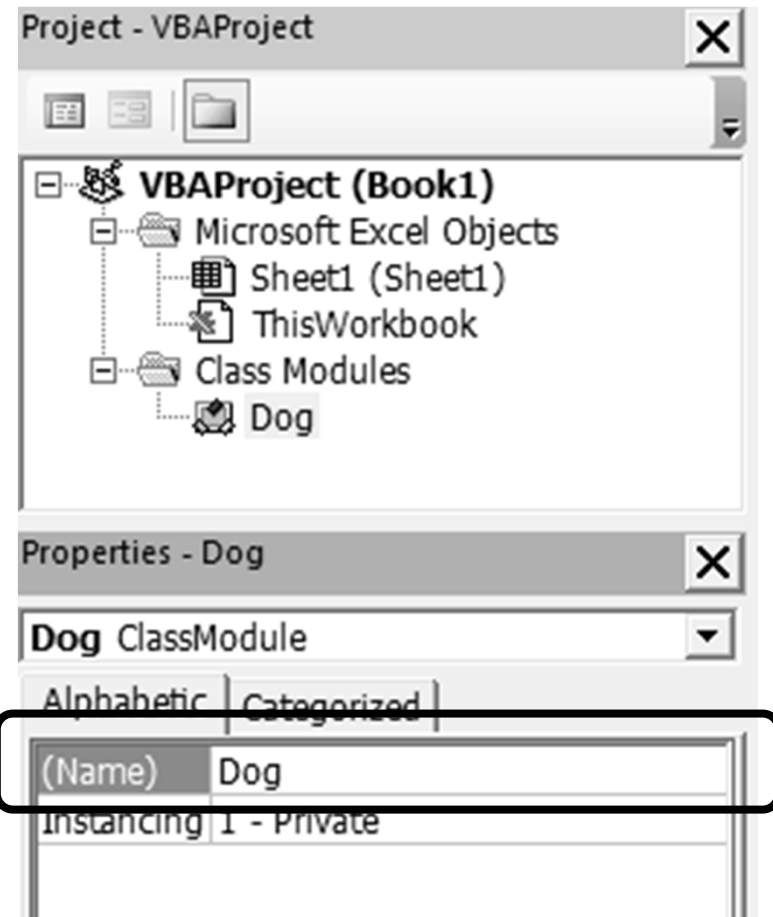 Project - VBAProject
VBAProject (Book1)
Microsoft Excel Objects
Sheet1 (Sheet1)
ThisWorkbook
Class Modules
Dog
Properties - Dog
Dog ClassModule
Alphabetic Categorized
(Name) Dog
Instancing 1 - Private